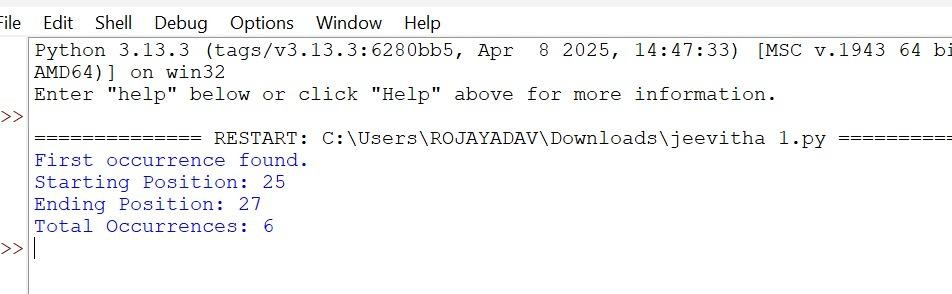 File Edit Shell Debug Options Window Help
Python 3.13.3 (tags/v3.13.3:6280bb5, Apr  8 2025, 14:47:33) [MSC v.1943 64 bi
AMD64)] on win32
Enter "help" below or click "Help" above for more information.
>>
============== RESTART: C:\Users\ROJAYADAV\Downloads\jeevitha 1.py ==========
First occurrence found.
Starting Position: 25
Ending Position: 27
Total Occurrences: 6
>>